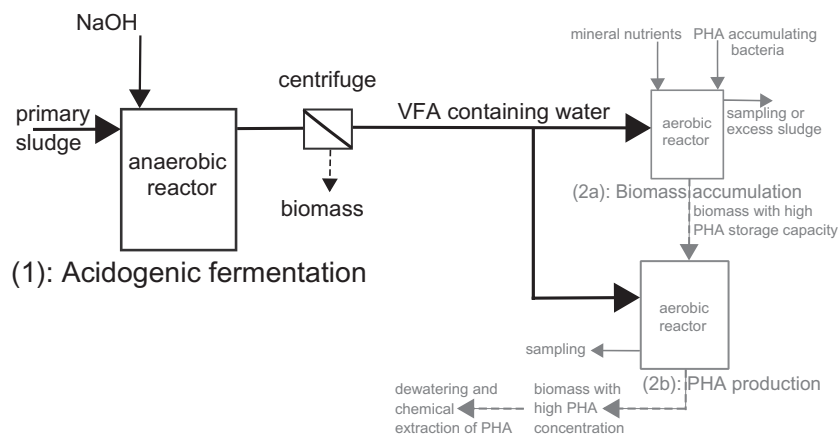 NaOH
primary
sludge
anaerobic
reactor
centrifuge
biomass
VFA containing water
(1): Acidogenic fermentation
mineral nutrients
PHA accumulating
bacteria
aerobic
reactor
sampling or
excess sludge
(2a): Biomass accumulation
biomass with high
PHA storage capacity
aerobic
reactor
sampling
(2b): PHA production
biomass with
high PHA
concentration
dewatering and
chemical
extraction of PHA